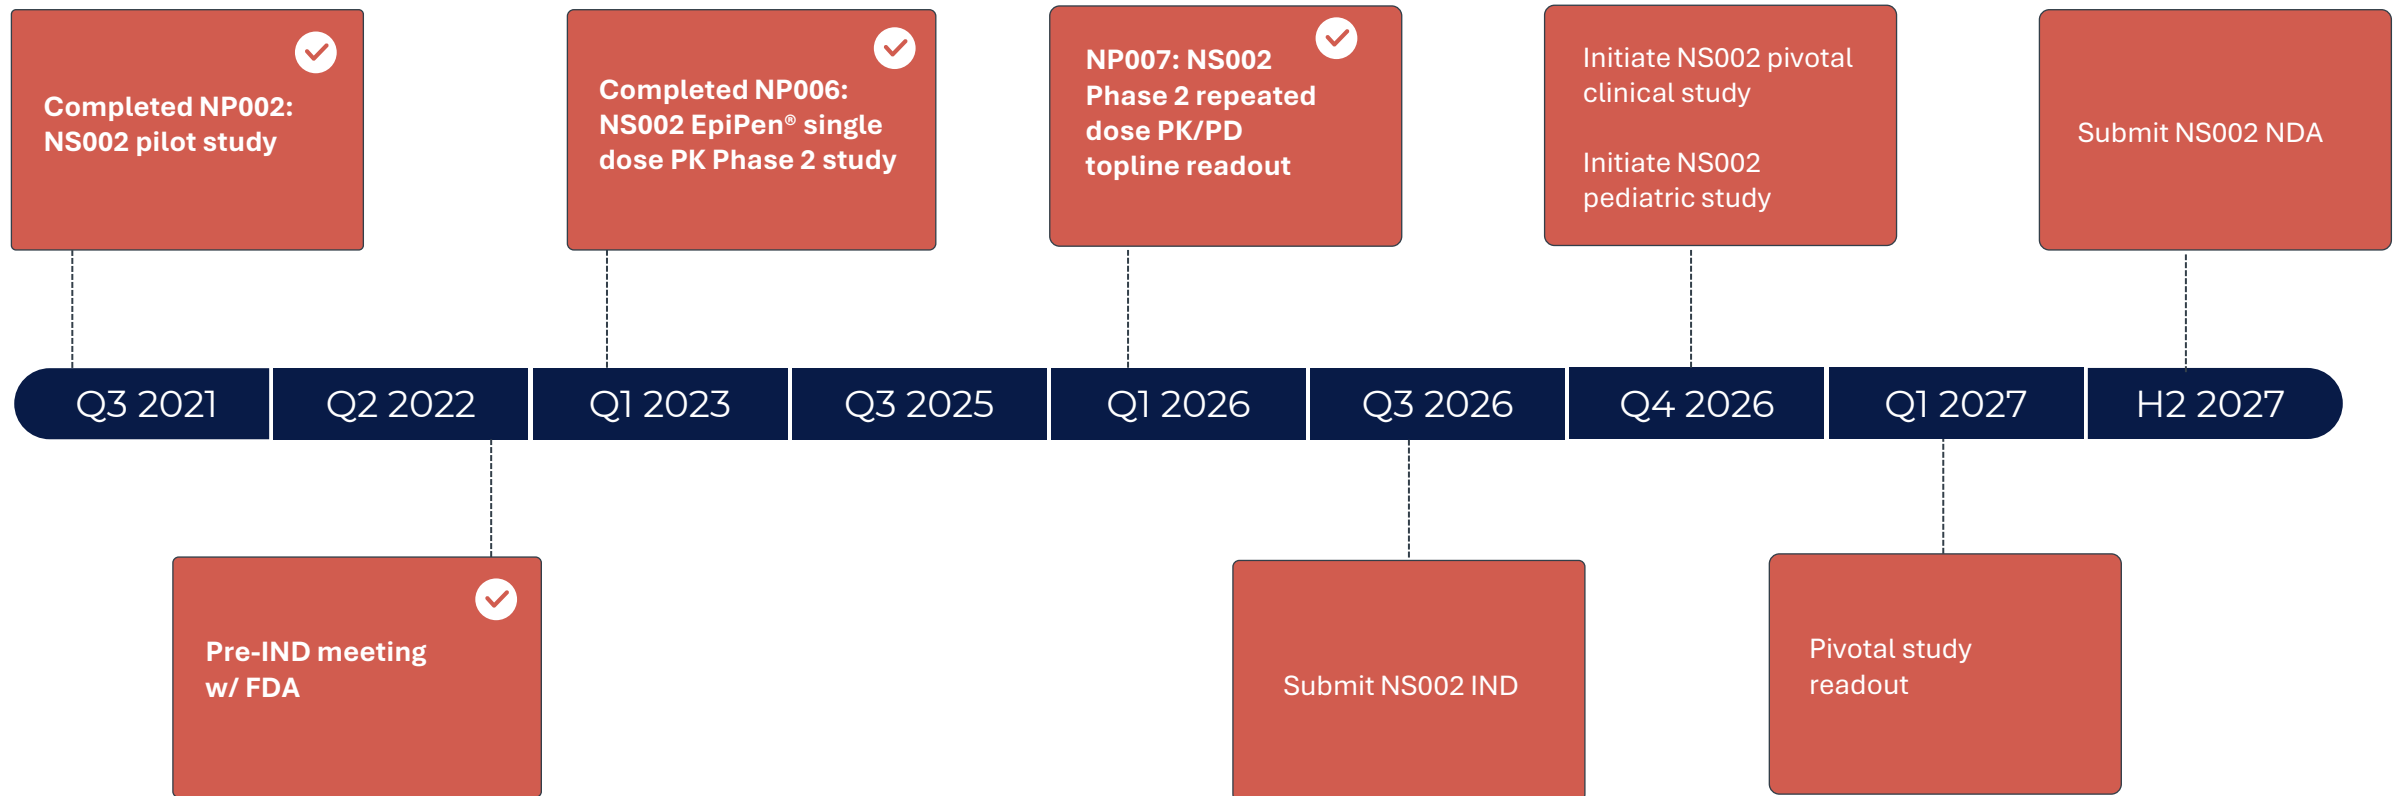 Completed NP002:
NS002 pilot study
Completed NP006:
NS002 EpiPen® single
dose PK Phase 2 study
NP007: NS002
Phase 2 repeated
dose PK/PD
topline readout
Initiate NS002 pivotal
clinical study
Initiate NS002
pediatric study
Submit NS002 NDA
Q3 2021
Q2 2022
Q1 2023
Q3 2025
Q1 2026
Q3 2026
Q4 2026
Q1 2027
H2 2027
Pre-IND meeting
w/ FDA
Submit NS002 IND
Pivotal study
readout